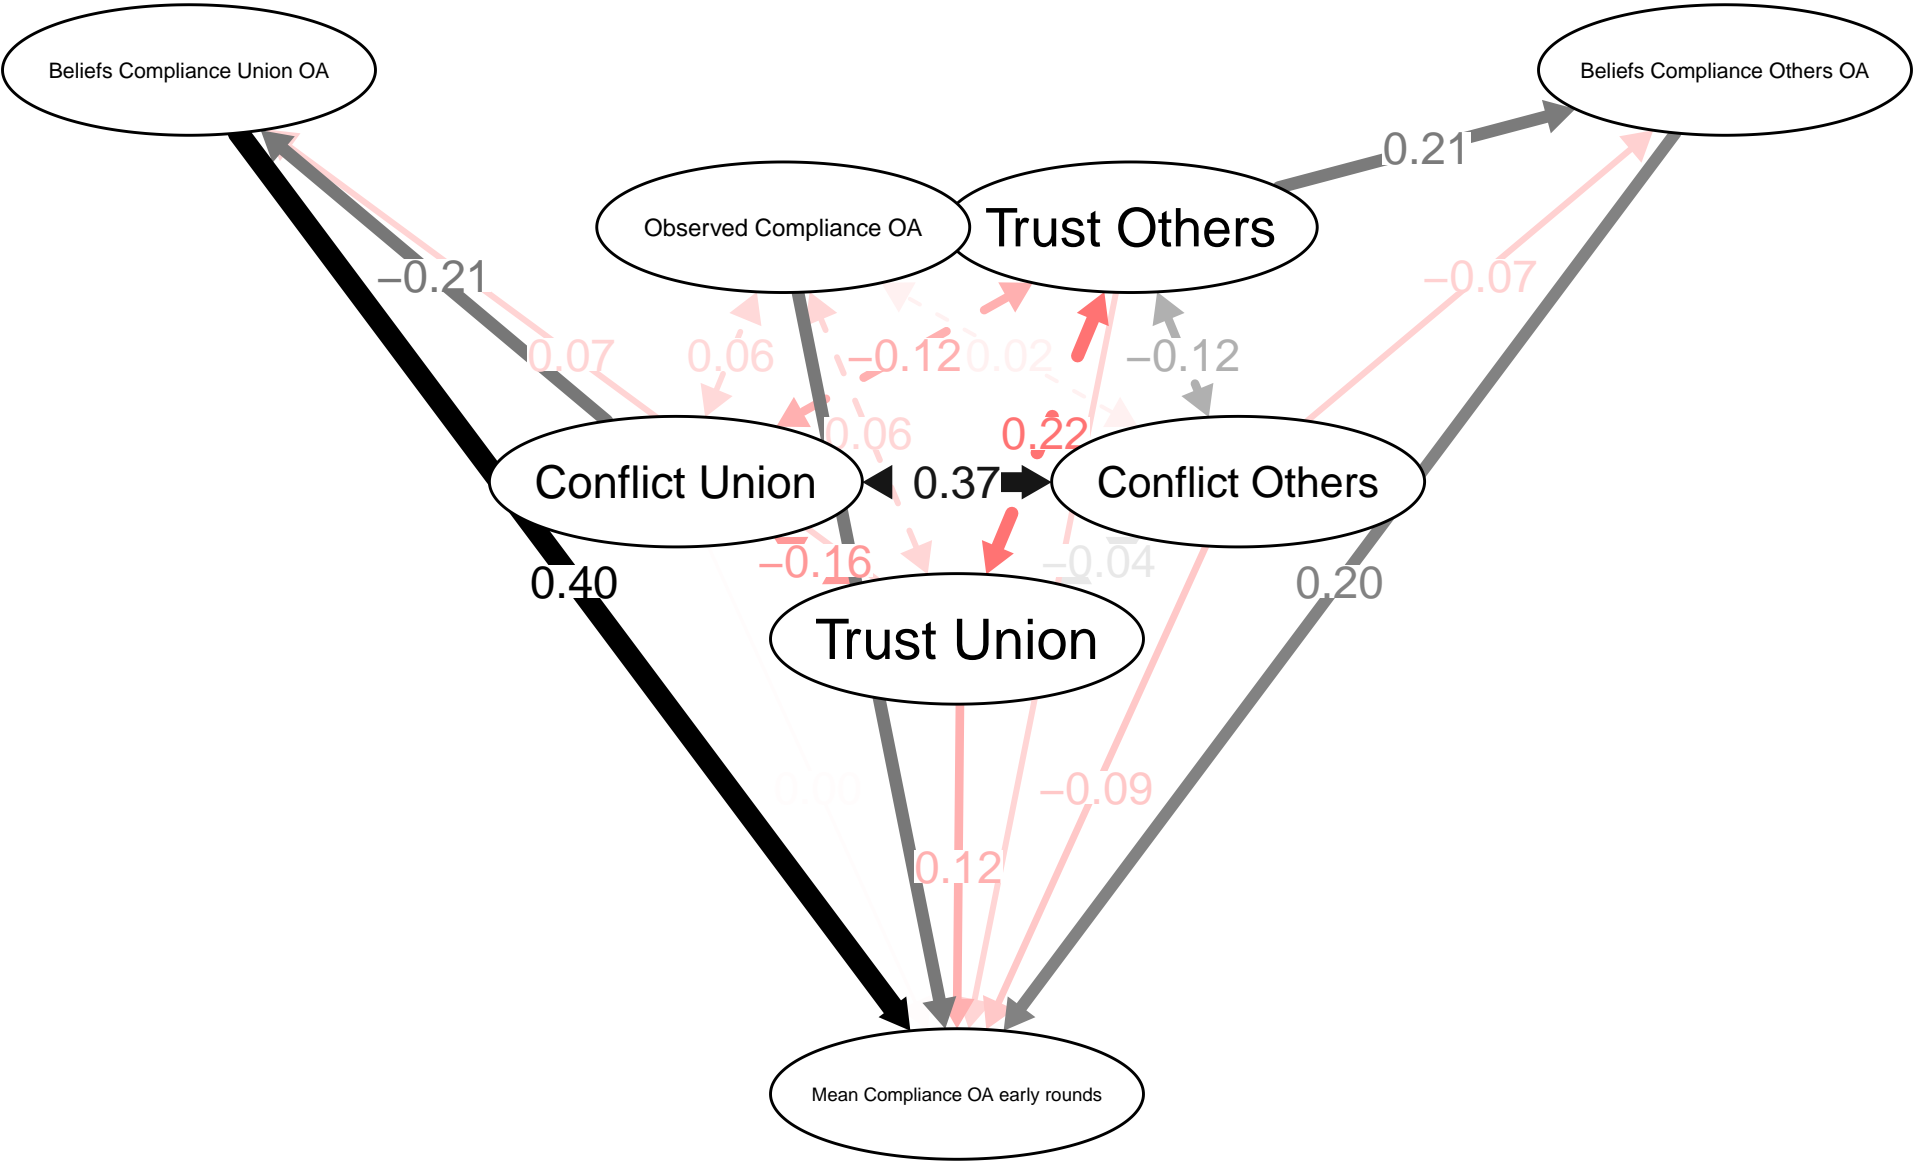 Beliefs Compliance Union OA
Beliefs Compliance Others OA
0.21
Observed Compliance OA
Trust Others
−0.21
−0.07
0.07
0.06
−0.12
0.02
−0.12
0.06
0.22
Conflict Union
0.37
Conflict Others
−0.16
−0.04
0.40
0.20
Trust Union
−0.09
0.12
Mean Compliance OA early rounds